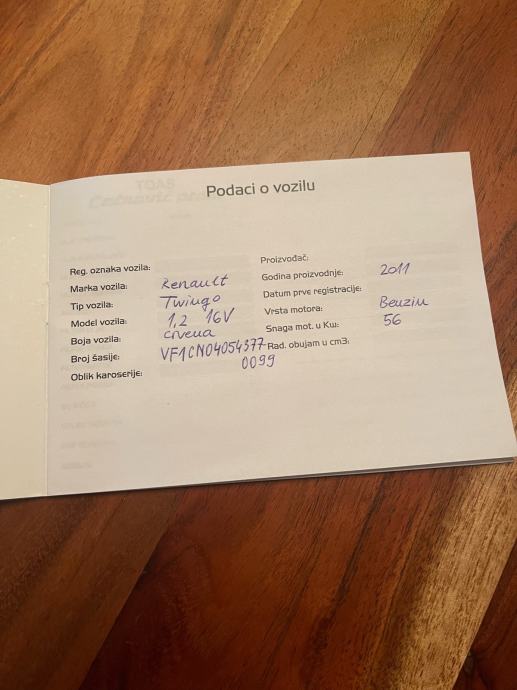 Podaci o vozilu
Reg. oznaka vozila:
Marka vozila: Renault
Tip vozila: Twingo
Model vozila: 1,2 16V
Boja vozila: crvena
Broj šasije: VF1CN04054377
0099
Oblik karoserije:
Proizvođač:
Godina proizvodnje: 2011
Datum prve registracije:
Vrsta motora: Benzin
Snaga mot. u Kw: 56
Rad. obujam u cm3: